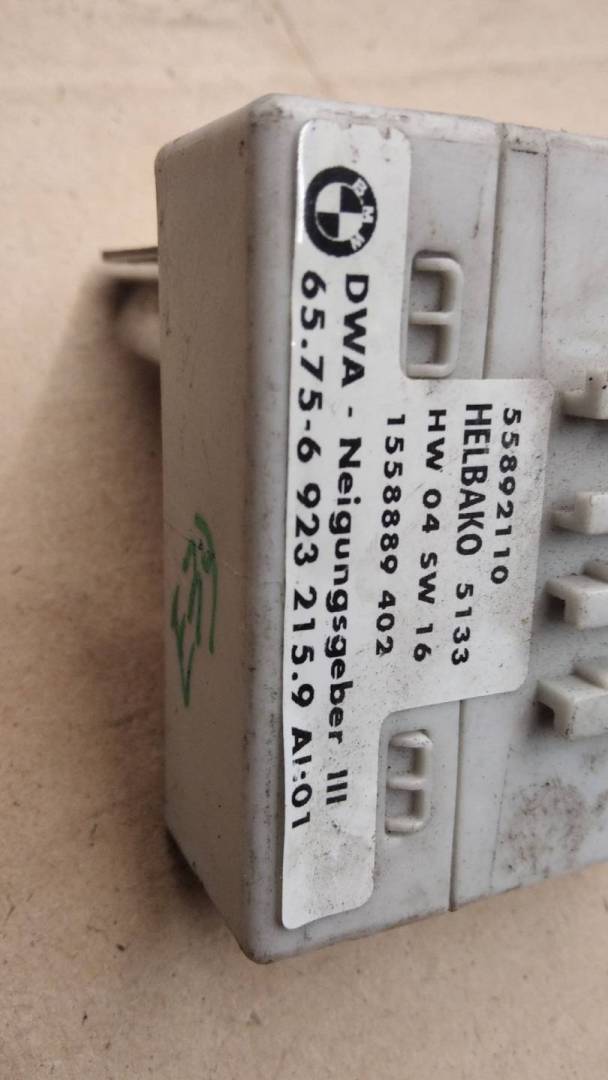 BMW
DWA - Neigungsgeber III
65.75-6 923 215.9 AI:01
55892110
HELBAKO 5133
HW 04 SW 16
1558889 402